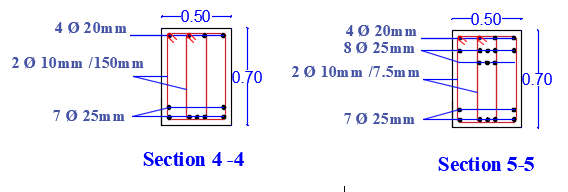 0.50
4 Ø 20mm
2 Ø 10mm /150mm
0.70
7 Ø 25mm
Section 4 -4
0.50
4 Ø 20mm
8 Ø 25mm
2 Ø 10mm /7.5mm
0.70
7 Ø 25mm
Section 5-5